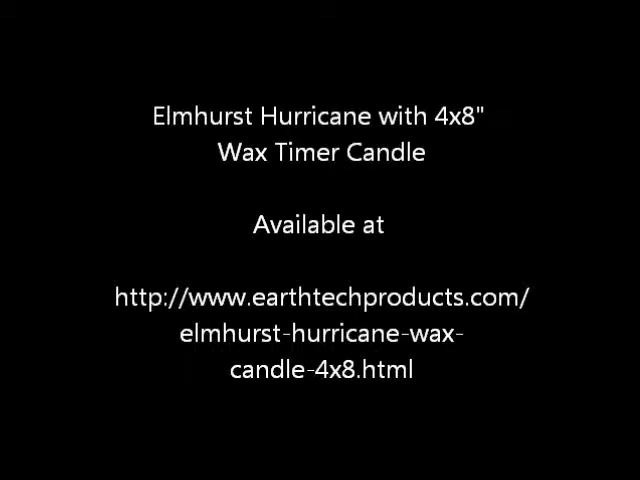 Elmhurst Hurricane with 4x8"
Wax Timer Candle
Available at
http://www.earthtechproducts.com/
elmhurst-hurricane-wax-
candle-4x8.html